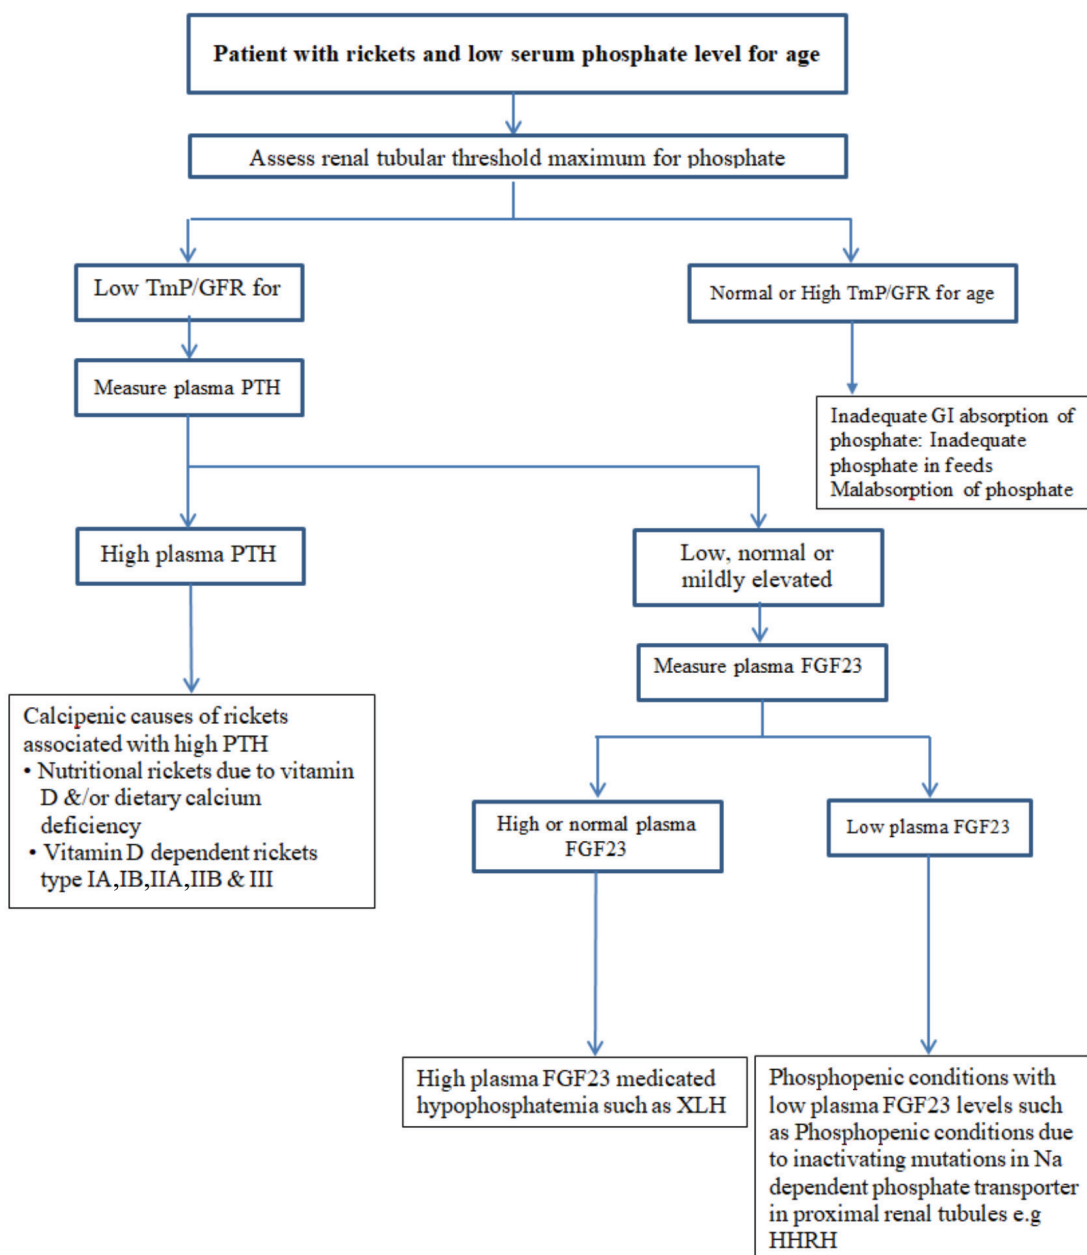 Patient with rickets and low serum phosphate level for age
Assess renal tubular threshold maximum for phosphate
Low TmP/GFR for
Normal or High TmP/GFR for age
Measure plasma PTH
Inadequate GI absorption of
phosphate: Inadequate
phosphate in feeds
Malabsorption of phosphate
High plasma PTH
Low, normal or
mildly elevated
Measure plasma FGF23
Calcipenic causes of rickets
associated with high PTH
• Nutritional rickets due to vitamin
D &/or dietary calcium
deficiency
• Vitamin D dependent rickets
type IA,IB,IIA,IIB & III
High or normal plasma
FGF23
Low plasma FGF23
High plasma FGF23 medicated
hypophosphatemia such as XLH
Phosphopenic conditions with
low plasma FGF23 levels such
as Phosphopenic conditions due
to inactivating mutations in Na
dependent phosphate transporter
in proximal renal tubules e.g
HHRH